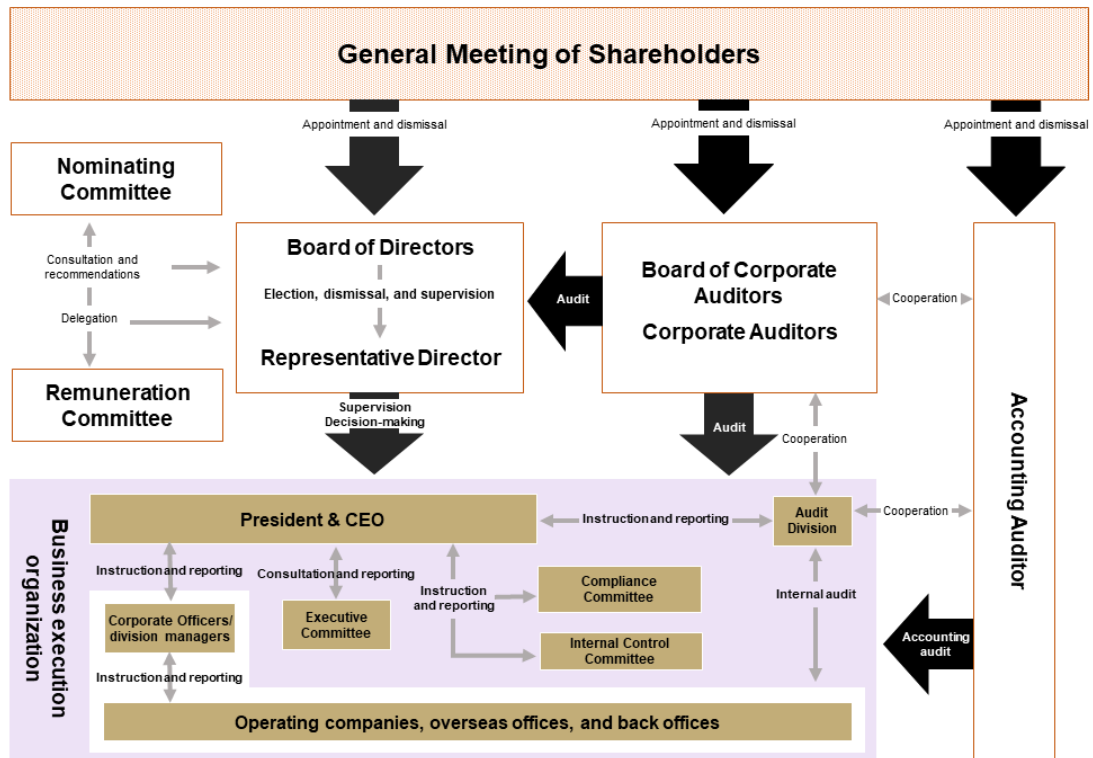 General Meeting of Shareholders
Appointment and dismissal
Appointment and dismissal
Appointment and dismissal
Nominating
Committee
Consultation and
recommendations
Delegation
Remuneration
Committee
Board of Directors
Election, dismissal, and supervision
Representative Director
Audit
Board of Corporate
Auditors
Corporate Auditors
Cooperation
Accounting Auditor
Supervision
Decision-making
Audit
Cooperation
Business execution
organization
President & CEO
Instruction and reporting
Audit
Division
Cooperation
Instruction and reporting
Consultation and reporting
Instruction
and reporting
Compliance
Committee
Internal audit
Corporate Officers/
division managers
Executive
Committee
Internal Control
Committee
Accounting
audit
Instruction and reporting
Operating companies, overseas offices, and back offices